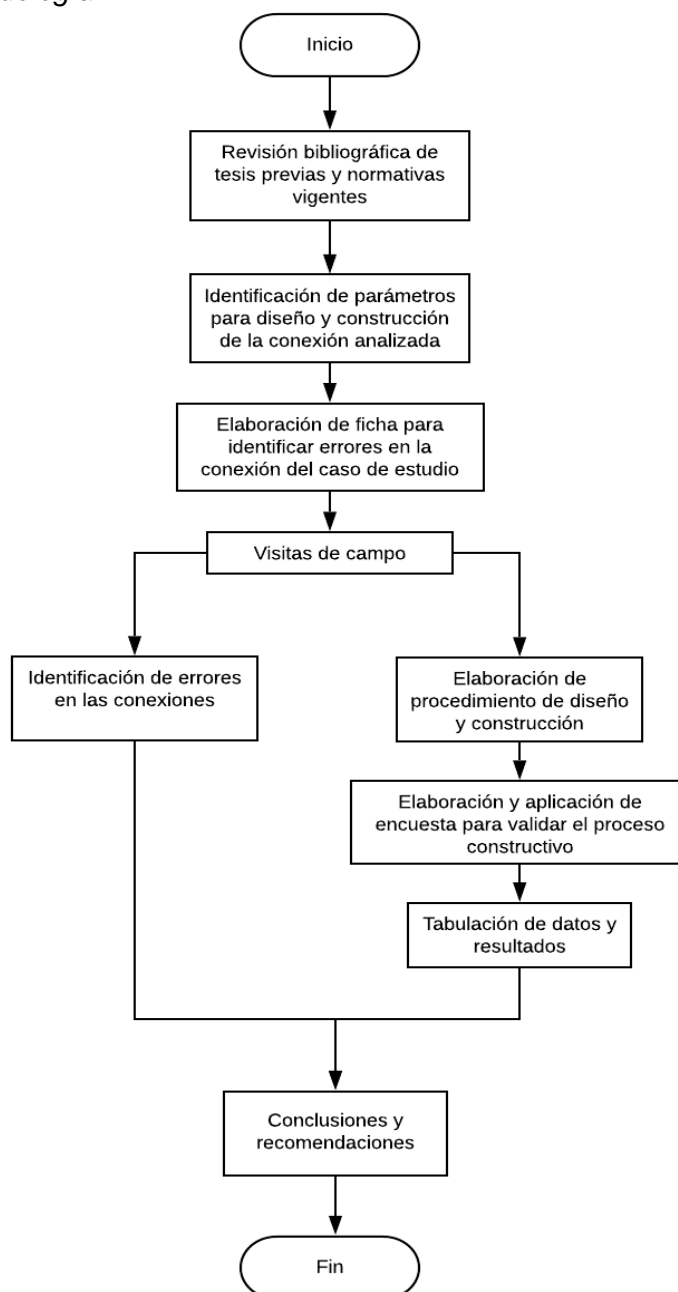 Inicio
Revisión bibliográfica de
tesis previas y normativas
vigentes
Identificación de parámetros
para diseño y construcción
de la conexión analizada
Elaboración de ficha para
identificar errores en la
conexión del caso de estudio
Visitas de campo
Identificación de errores
en las conexiones
Elaboración de
procedimiento de diseño
y construcción
Elaboración y aplicación de
encuesta para validar el proceso
constructivo
Tabulación de datos y
resultados
Conclusiones y
recomendaciones
Fin